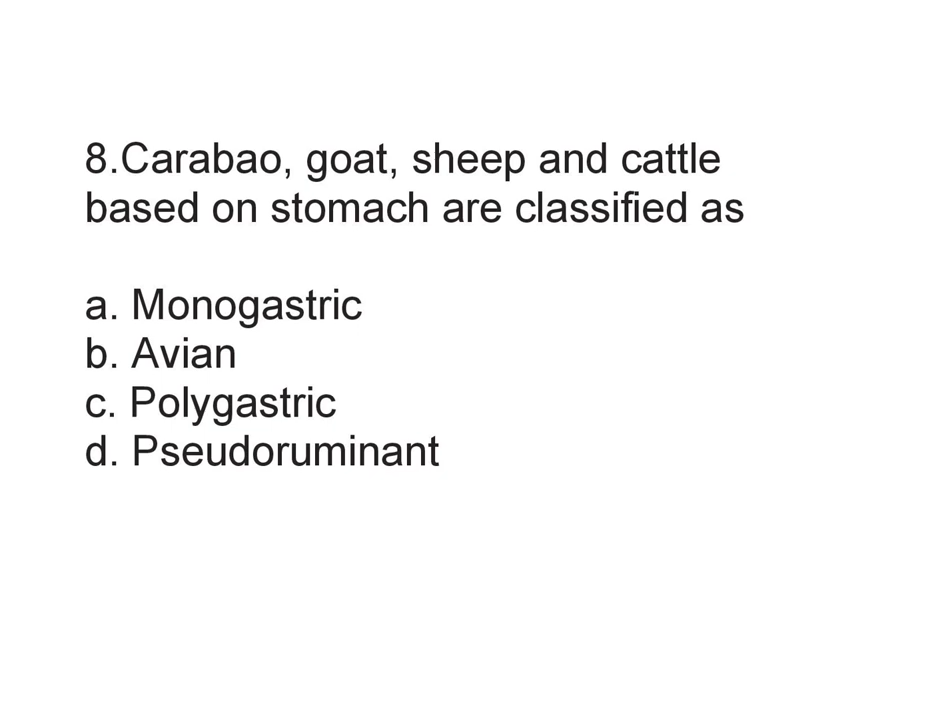 8.Carabao, goat, sheep and cattle
based on stomach are classified as
a. Monogastric
b. Avian
c. Polygastric
d. Pseudoruminant